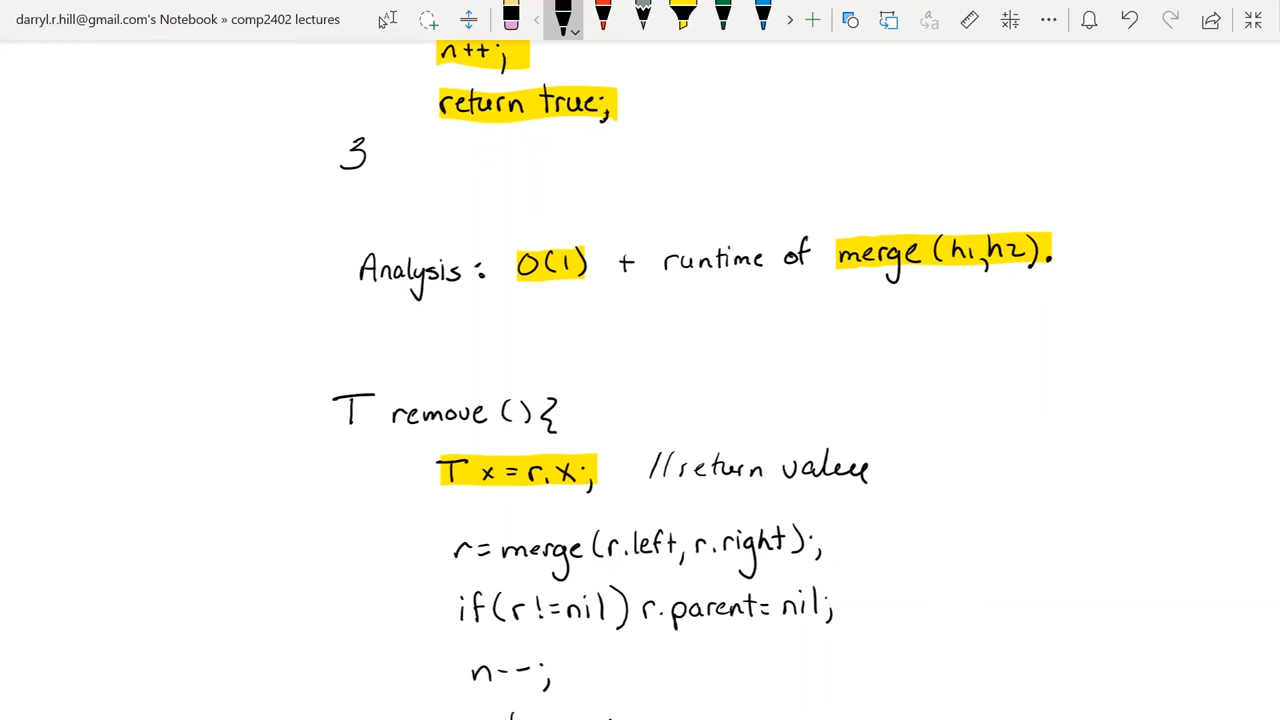 darryl.r.hill@gmail.com's Notebook » comp2402 lectures
n++;
return true;
}
Analysis: O(1) + runtime of merge(h1,h2).
T remove(){
T x = r.x; //return value
r=merge(r.left, r.right);
if(r!=nil) r.parent=nil;
n--;